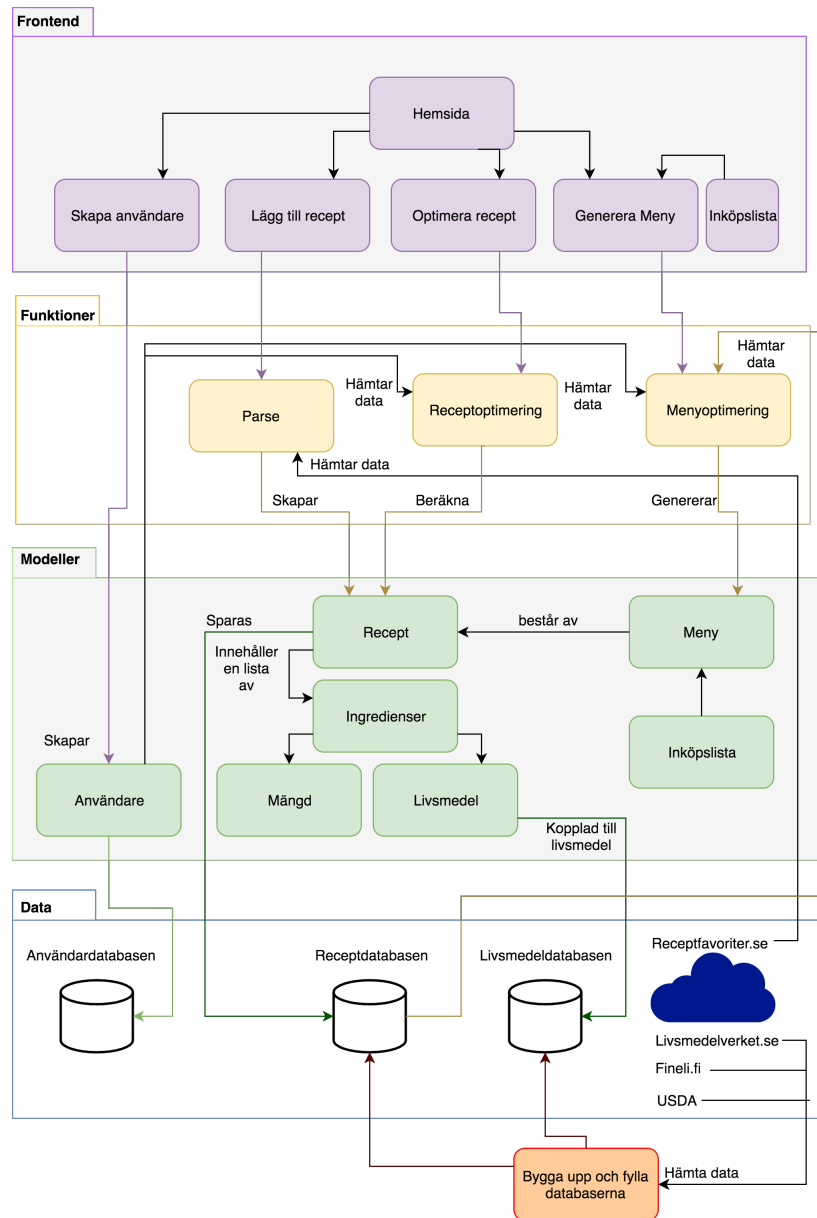 Frontend
Hemsida
Skapa användare
Lägg till recept
Optimera recept
Generera Meny
Inköpslista
Funktioner
Hämtar
data
Hämtar
data
Hämtar
data
Parse
Receptoptimering
Menyoptimering
Hämtar data
Skapar
Beräkna
Genererar
Modeller
Sparas
Recept
består av
Meny
Innehåller
en lista
av
Ingredienser
Skapar
Inköpslista
Användare
Mängd
Livsmedel
Kopplad till
livsmedel
Data
Användardatabasen
Receptdatabasen
Livsmedeldatabasen
Receptfavoriter.se
Livsmedelverket.se
Fineli.fi
USDA
Bygga upp och fylla
databaserna
Hämta data